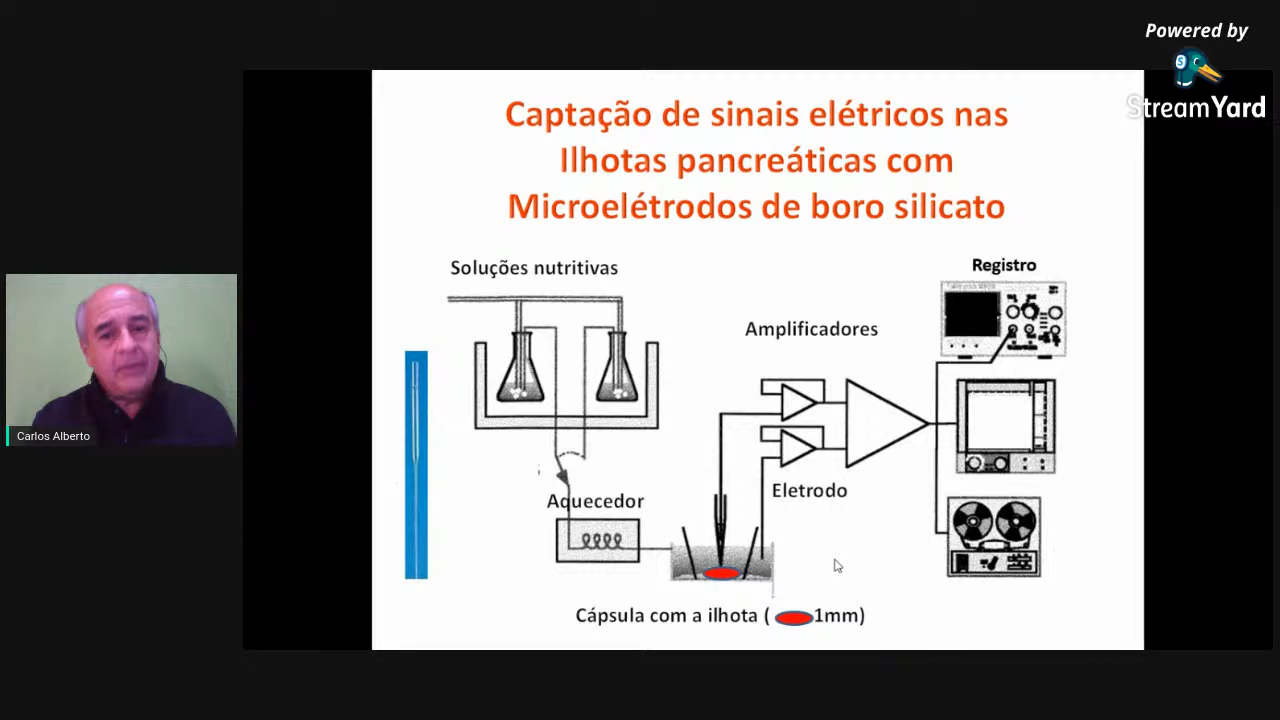 Powered by
StreamYard
Captação de sinais elétricos nas
Ilhotas pancreáticas com
Microelétrodos de boro silicato
Soluções nutritivas
Registro
Amplificadores
Carlos Alberto
Eletrodo
Aquecedor
Cápsula com a ilhota ( 1mm)